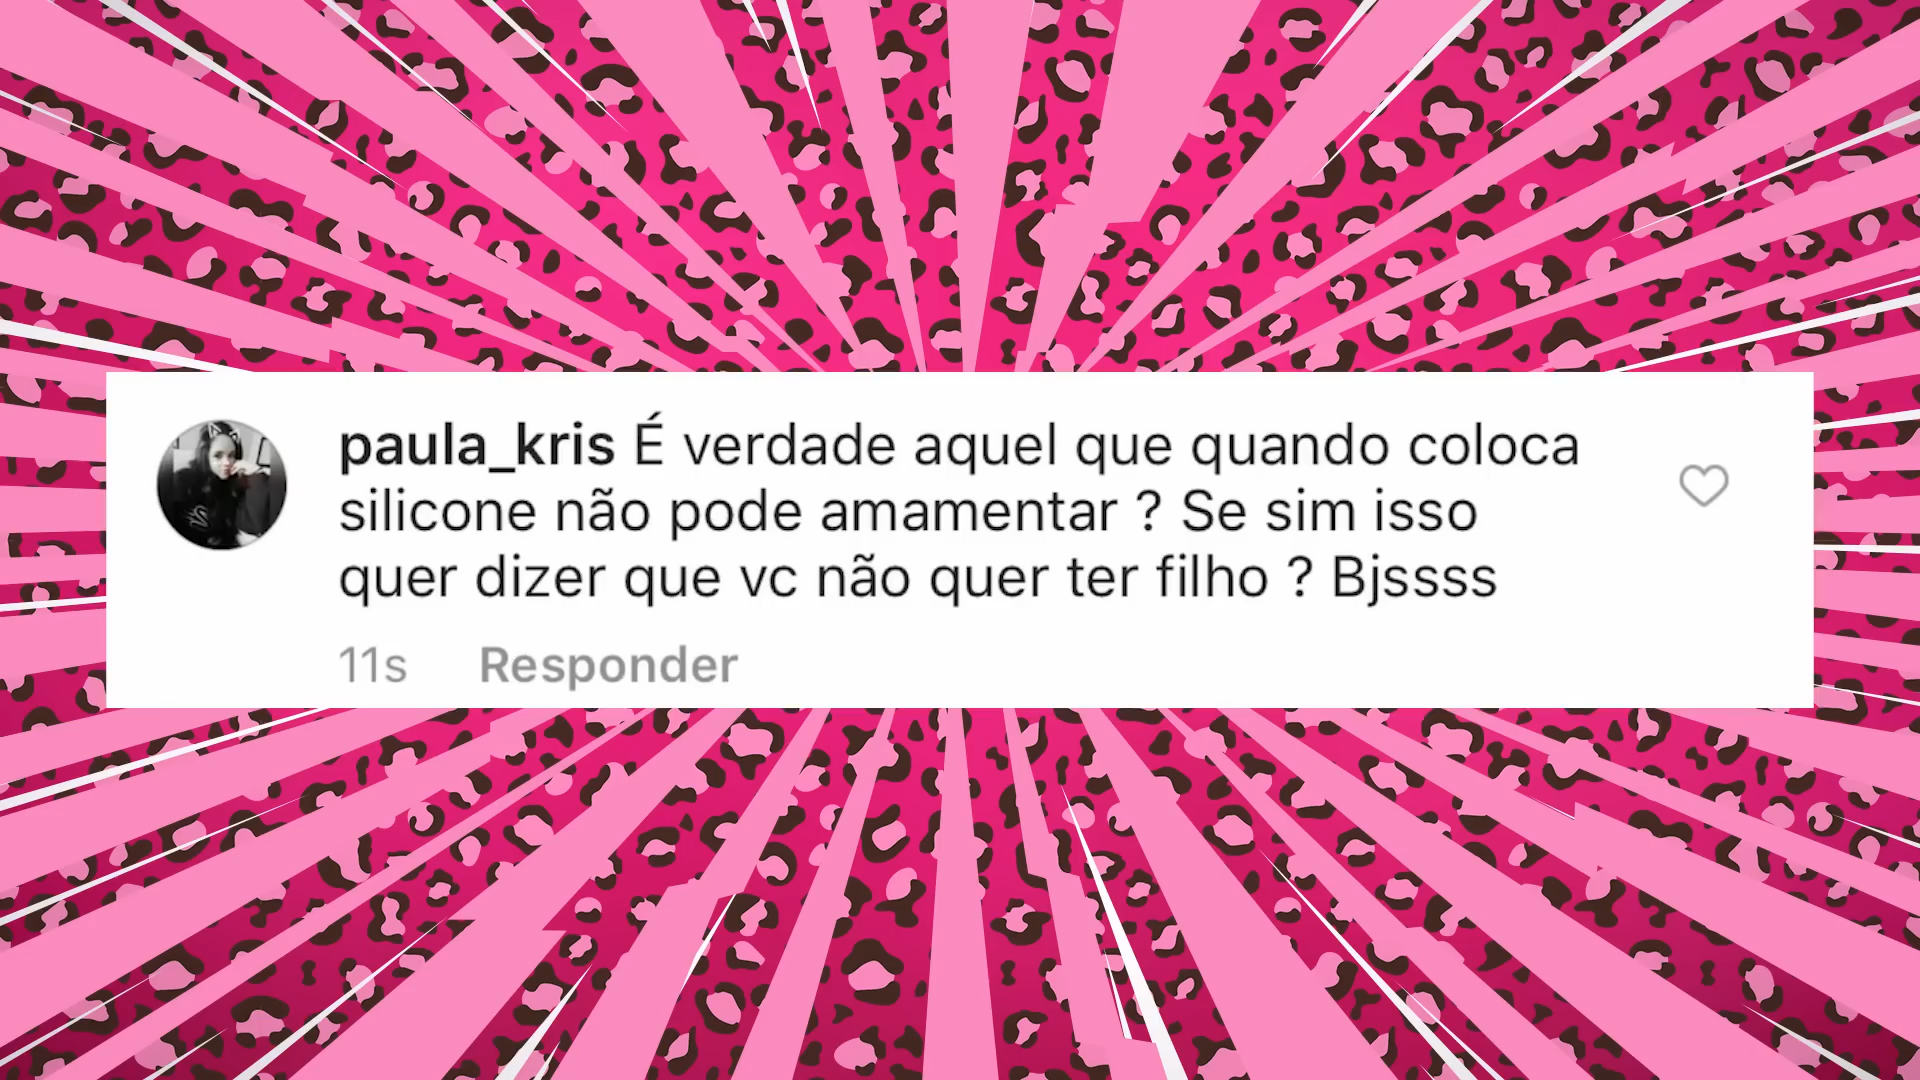 paula_kris É verdade aquel que quando coloca
silicone não pode amamentar ? Se sim isso
quer dizer que vc não quer ter filho ? Bjssss
11s Responder